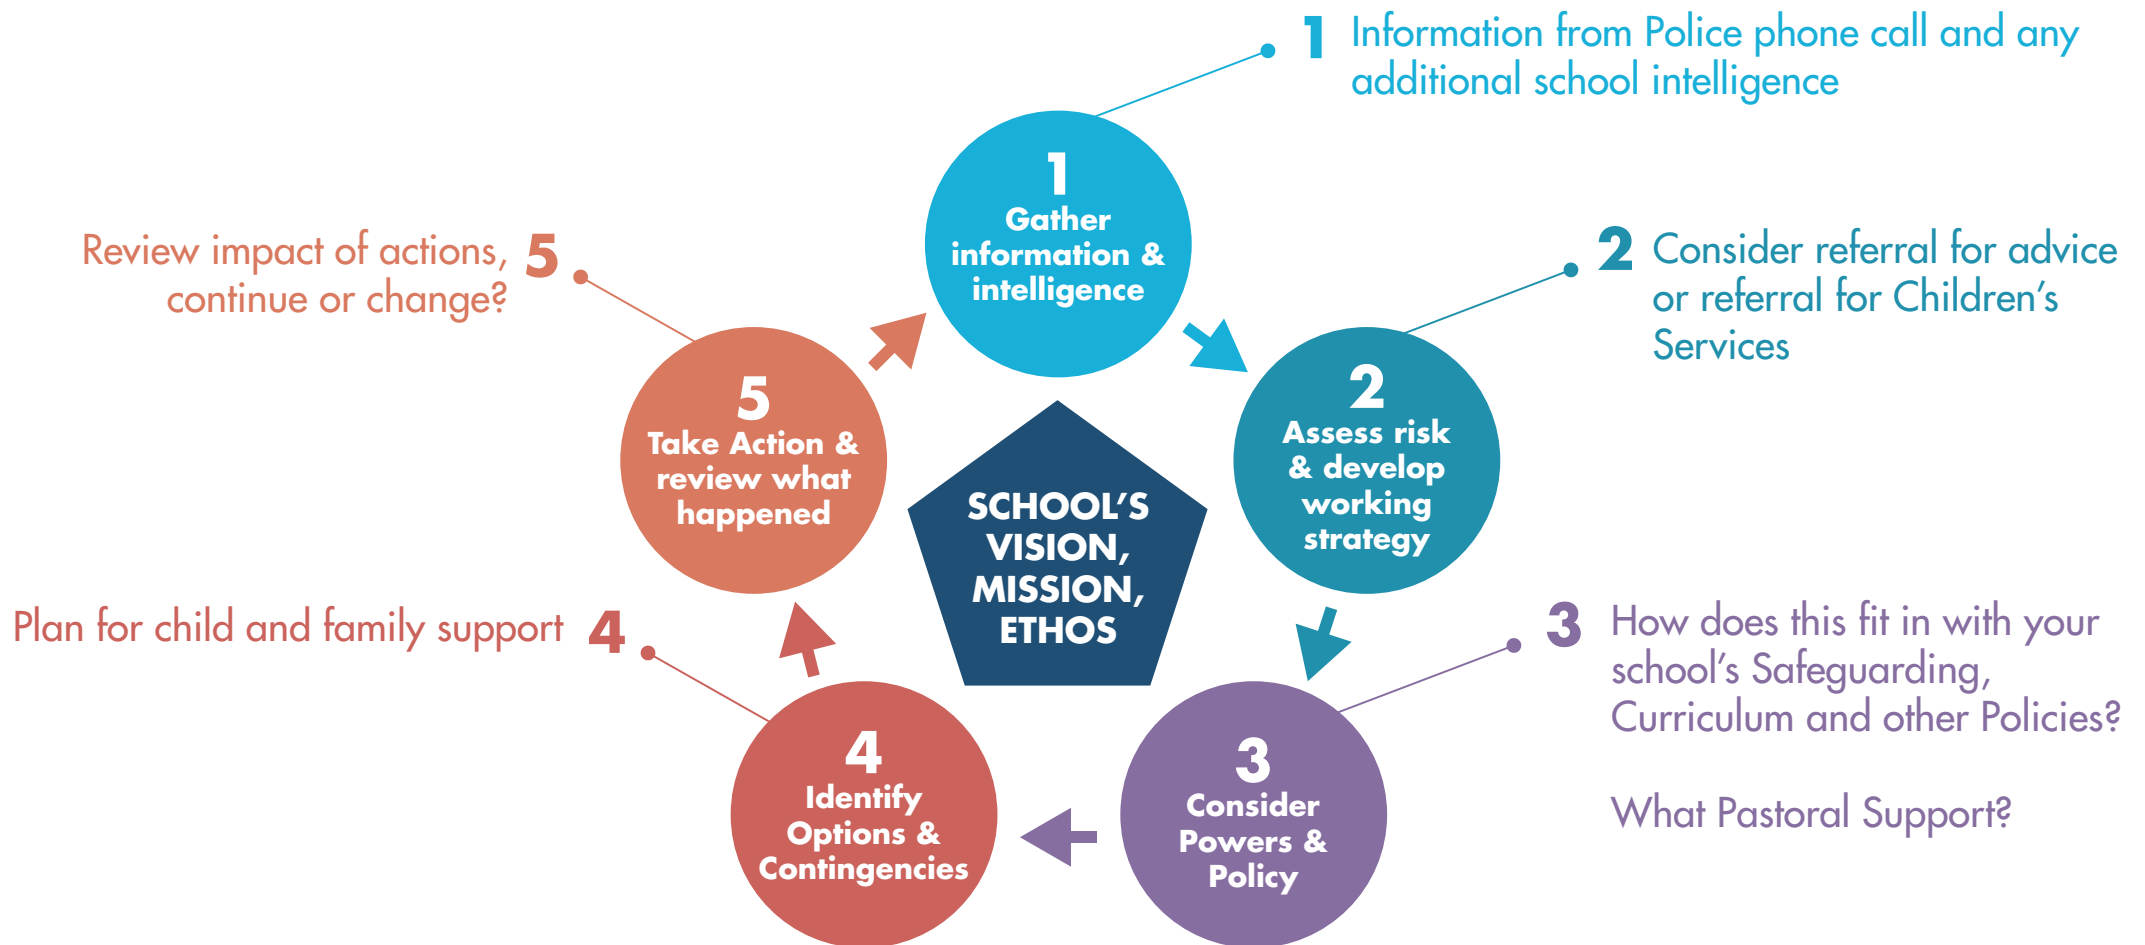 1 Information from Police phone call and any
additional school intelligence
1
Gather
information &
intelligence
2 Consider referral for advice
or referral for Children’s
Services
2
Assess risk
& develop
working
strategy
3 How does this fit in with your
school’s Safeguarding,
Curriculum and other Policies?
What Pastoral Support?
3
Consider
Powers &
Policy
Plan for child and family support 4
4
Identify
Options &
Contingencies
Review impact of actions, 5
continue or change?
5
Take Action &
review what
happened
SCHOOL’S
VISION,
MISSION,
ETHOS